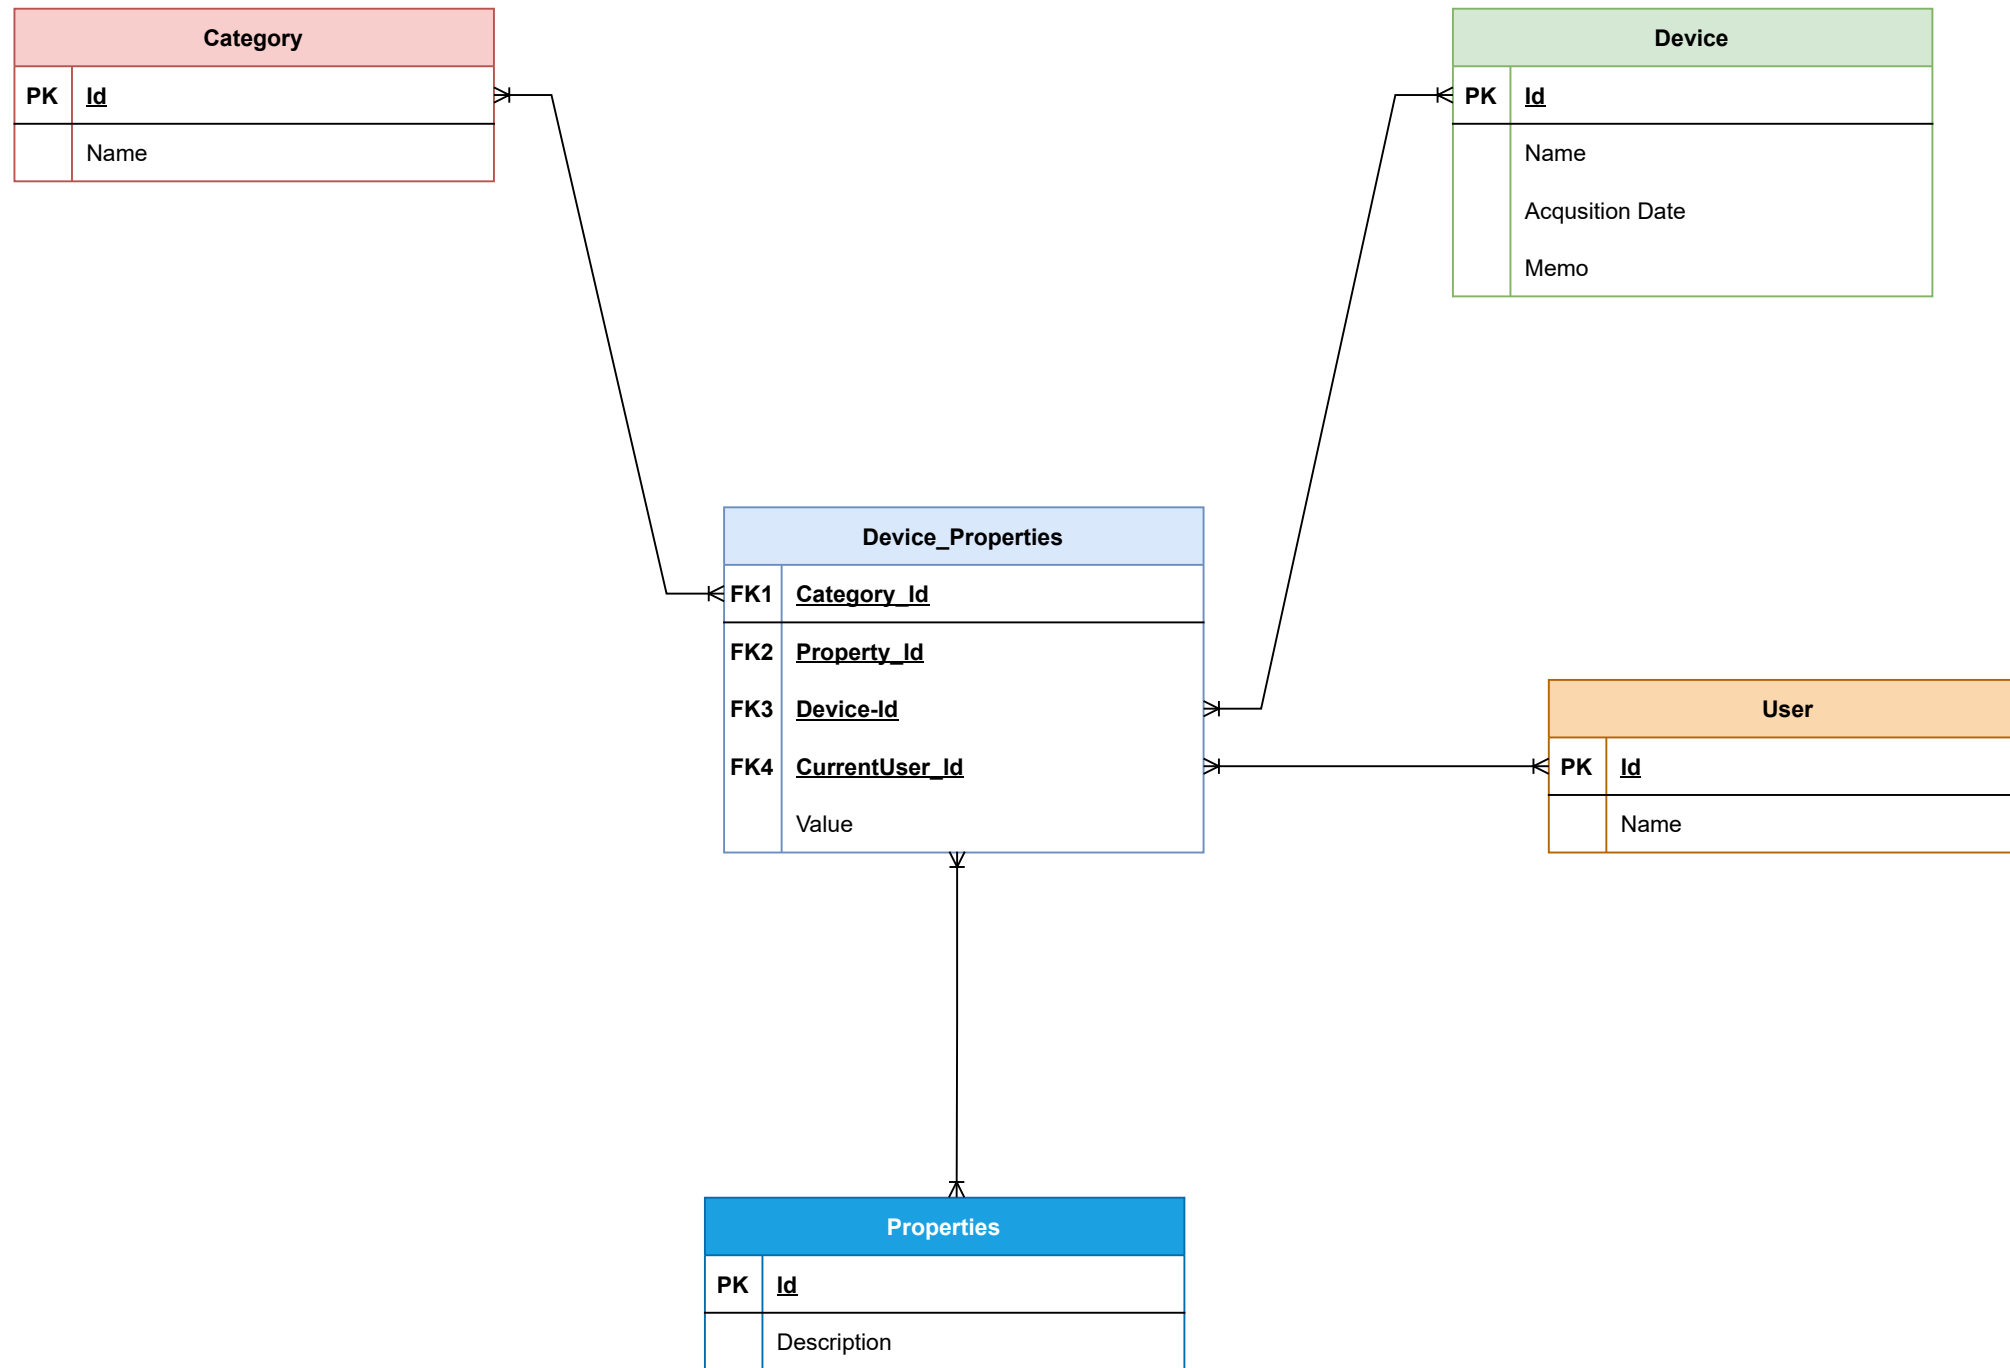 Category
PK Id
Name
Device
PK Id
Name
Acqusition Date
Memo
Device_Properties
FK1 Category_Id
FK2 Property_Id
FK3 Device-Id
FK4 CurrentUser_Id
Value
User
PK Id
Name
Properties
PK Id
Description